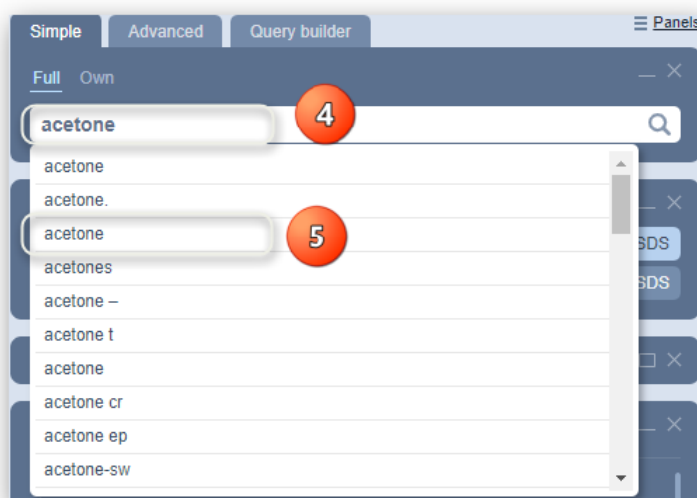 Simple Advanced Query builder Panels
Full Own
acetone 4
acetone
acetone.
acetone 5
acetones
SDS
acetone –
SDS
acetone t
acetone
acetone cr
acetone ep
acetone-sw